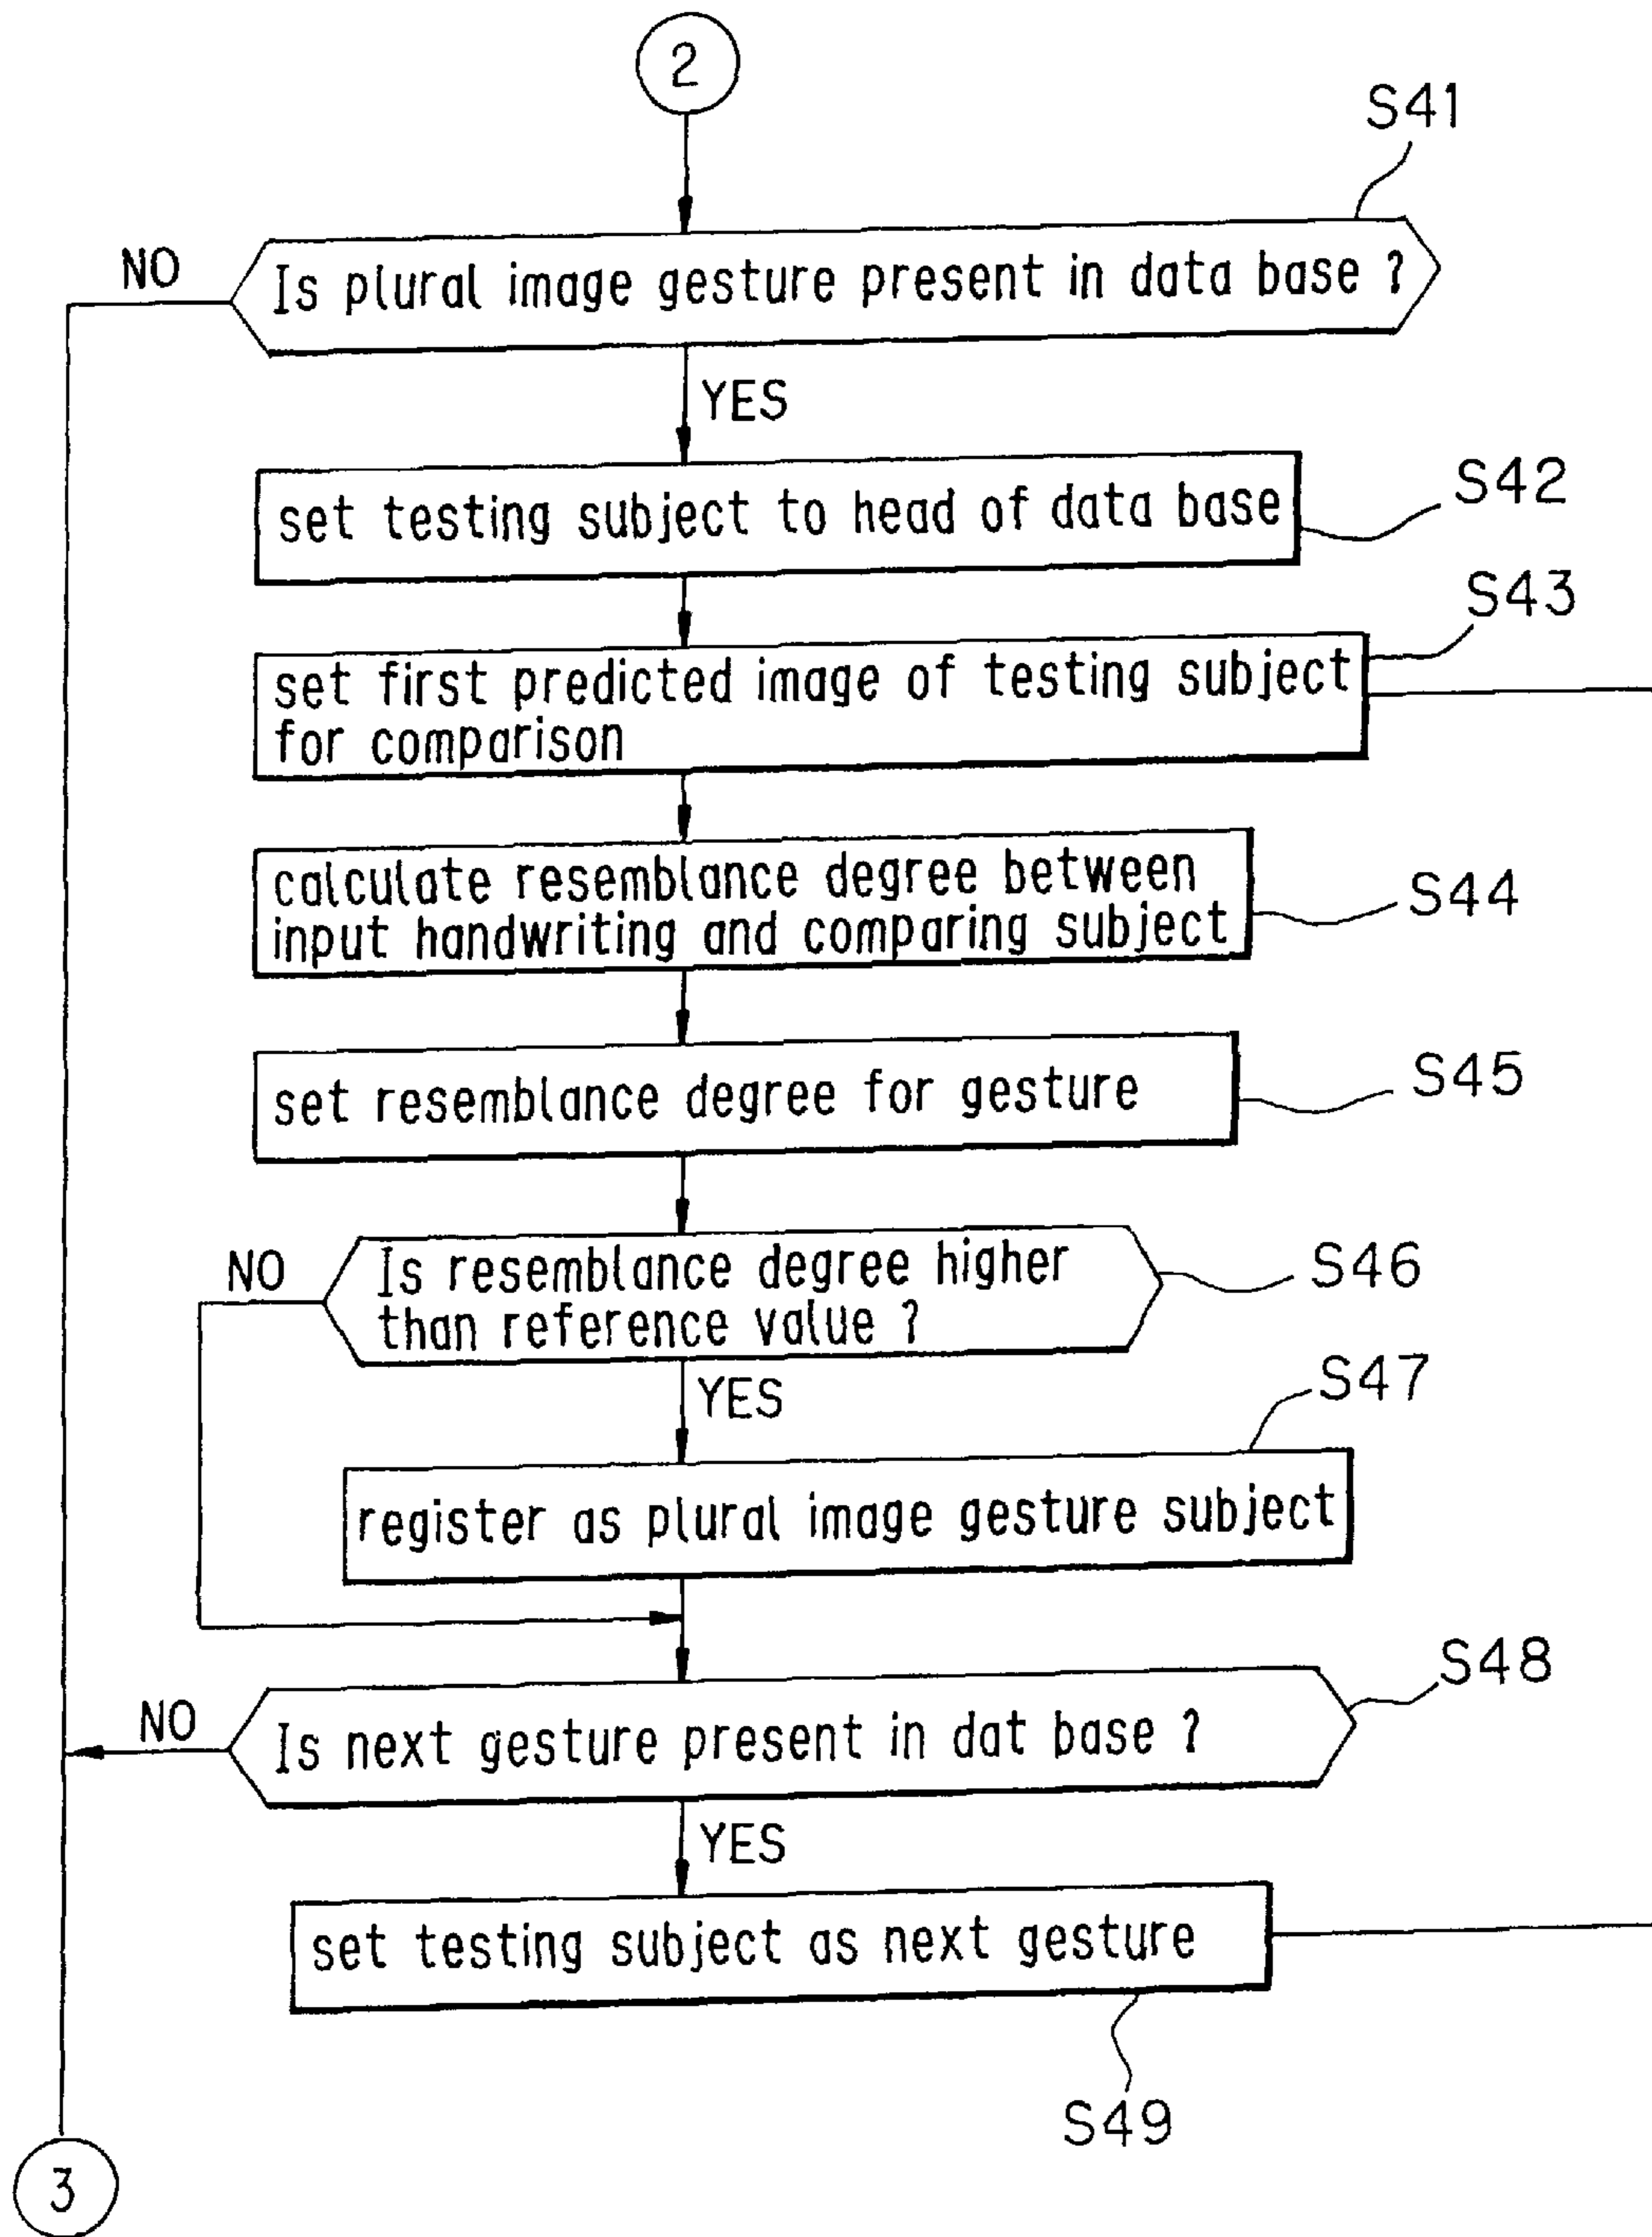 2
S41
NO
Is plural image gesture present in data base ?
YES
set testing subject to head of data base
S42
S43
set first predicted image of testing subject
for comparison
calculate resemblance degree between
input handwriting and comparing subject
S44
set resemblance degree for gesture
S45
NO
Is resemblance degree higher
than reference value ?
S46
YES
S47
register as plural image gesture subject
S48
NO
Is next gesture present in dat base ?
YES
set testing subject as next gesture
S49
3